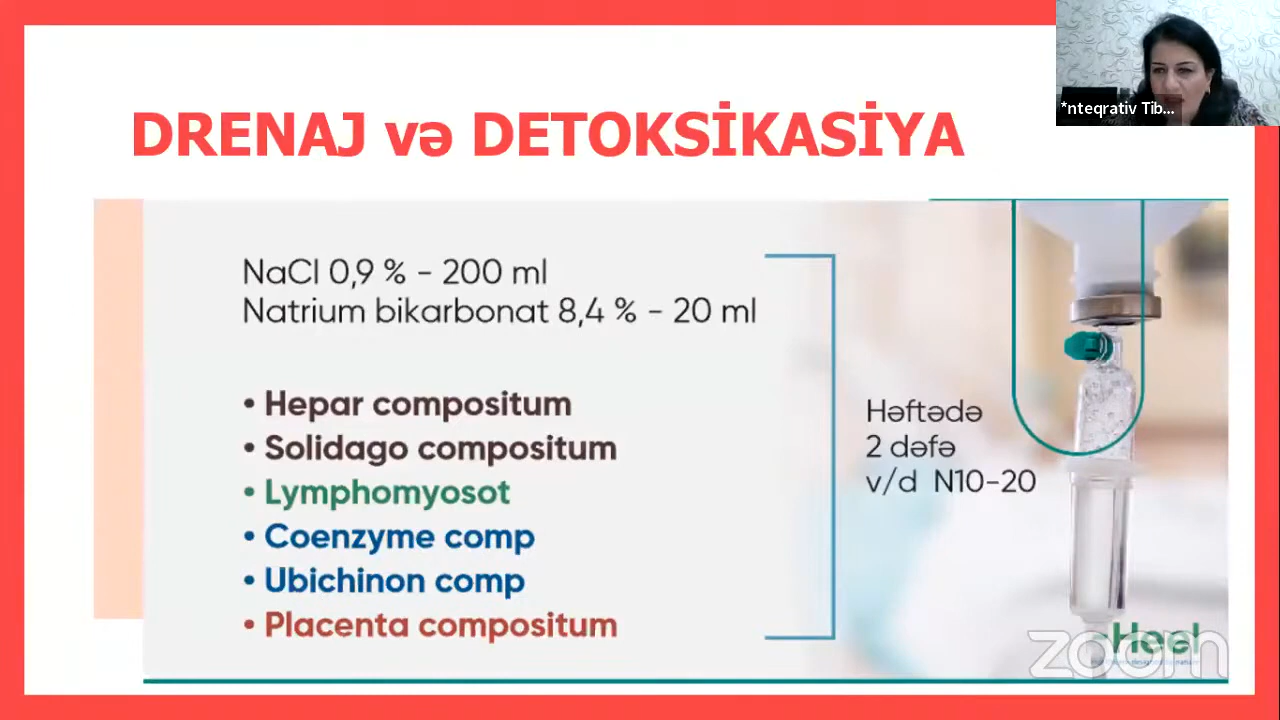 *nteqrativ Tib...
DRENAJ və DETOKSİKASİYA
NaCl 0,9 % - 200 ml
Natrium bikarbonat 8,4 % - 20 ml
• Hepar compositum
• Solidago compositum
• Lymphomyosot
• Coenzyme comp
• Ubichinon comp
• Placenta compositum
Həftədə
2 dəfə
v/d N10-20
-Heel
zoom